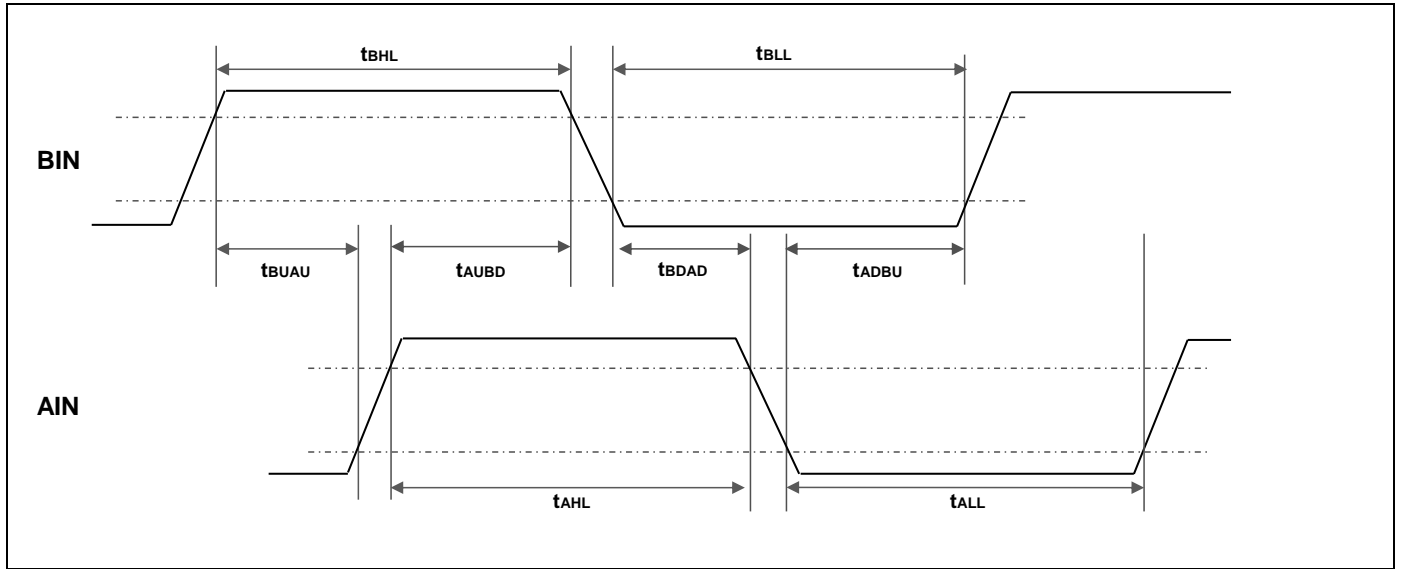 tBHL
tBLL
BIN
tBUAU
tAUBD
tBDAD
tADBU
AIN
tAHL
tALL